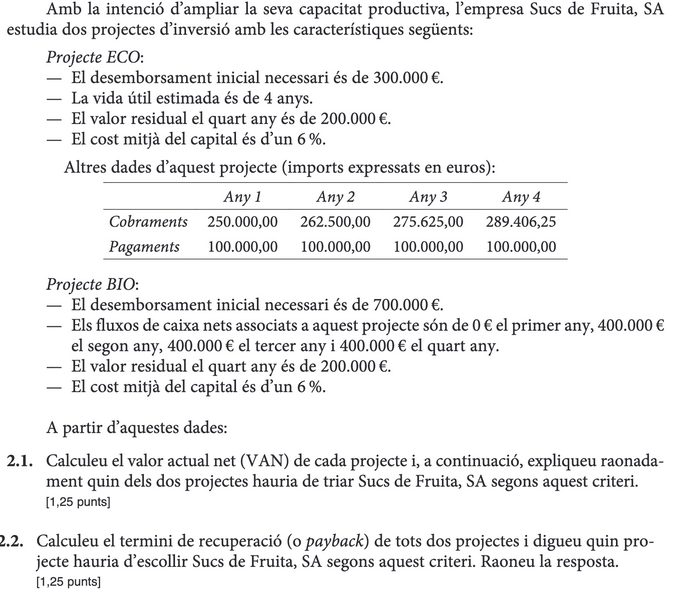 Amb la intenció d'ampliar la seva capacitat productiva, l'empresa Sucs de Fruita, SA
estudia dos projectes d'inversió amb les característiques següents:
Projecte ECO:
— El desemborsament inicial necessari és de 300.000 €.
— La vida útil estimada és de 4 anys.
— El valor residual el quart any és de 200.000 €.
— El cost mitjà del capital és d'un 6 %.
Altres dades d'aquest projecte (imports expressats en euros):
Any 1 Any 2 Any 3 Any 4
Cobraments 250.000,00 262.500,00 275.625,00 289.406,25
Pagaments 100.000,00 100.000,00 100.000,00 100.000,00
Projecte BIO:
— El desemborsament inicial necessari és de 700.000 €.
— Els fluxos de caixa nets associats a aquest projecte són de 0 € el primer any, 400.000 €
el segon any, 400.000 € el tercer any i 400.000 € el quart any.
— El valor residual el quart any és de 200.000 €.
— El cost mitjà del capital és d'un 6 %.
A partir d'aquestes dades:
2.1. Calculeu el valor actual net (VAN) de cada projecte i, a continuació, expliqueu raonada-
ment quin dels dos projectes hauria de triar Sucs de Fruita, SA segons aquest criteri.
[1,25 punts]
2.2. Calculeu el termini de recuperació (o payback) de tots dos projectes i digueu quin pro-
jecte hauria d'escollir Sucs de Fruita, SA segons aquest criteri. Raoneu la resposta.
[1,25 punts]